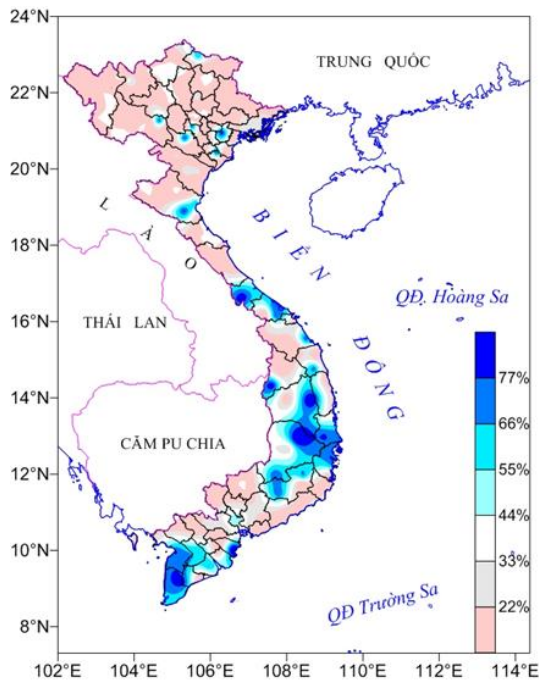 24°N
22°N
20°N
18°N
16°N
14°N
12°N
10°N
8°N
TRUNG QUỐC
LÀO
BIỂN ĐÔNG
QĐ. Hoàng Sa
THÁI LAN
CĂM PU CHIA
QĐ Trường Sa
77%
66%
55%
44%
33%
22%
102°E 104°E 106°E 108°E 110°E 112°E 114°E